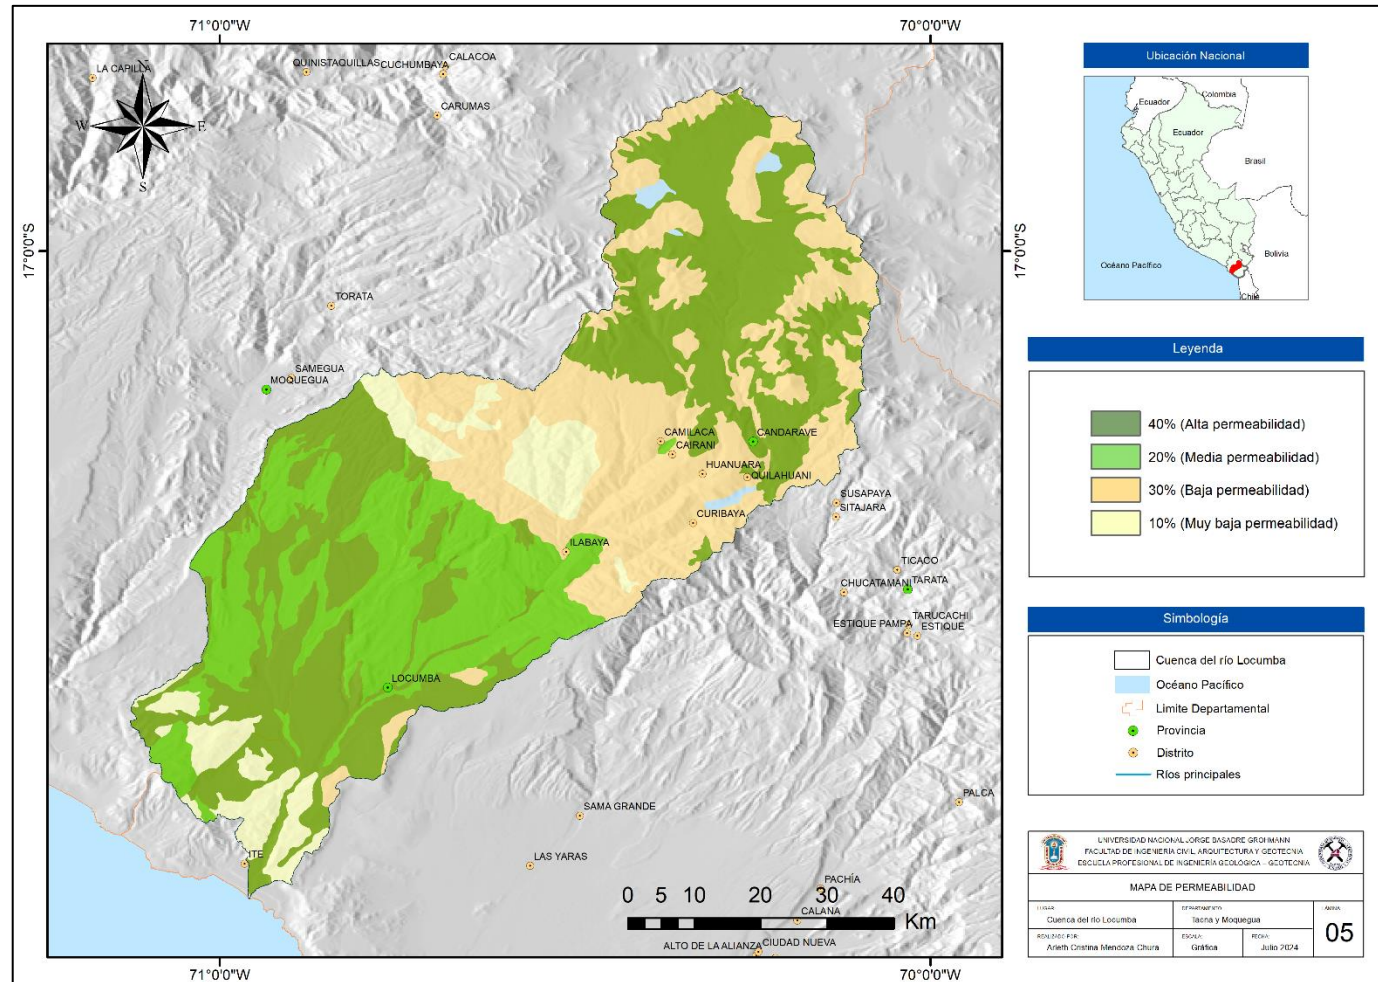 71°0'0"W
70°0'0"W
LA CAPILLA
QUINISTAQUILLAS
CUCHUMBAYA
CALACOA
CARUMAS
N
W
E
S
17°0'0"S
17°0'0"S
TORATA
SAMEGUA
MOQUEGUA
CAMILACA
CAIRANI
CANDARAVE
HUANUARA
QUILAHUANI
SUSAPAYA
SITAJARA
CURIBAYA
ILABAYA
TICACO
CHUCATAMANI
TARATA
TARUCACHI
ESTIQUE PAMPA
ESTIQUE
LOCUMBA
SAMA GRANDE
PALCA
ITE
LAS YARAS
PACHÍA
CALANA
0 5 10 20 30 40
Km
ALTO DE LA ALIANZA
CIUDAD NUEVA
71°0'0"W
70°0'0"W
Ubicación Nacional
Ecuador
Colombia
Ecuador
Brasil
Bolivia
Océano Pacífico
Chile
Leyenda
40% (Alta permeabilidad)
20% (Media permeabilidad)
30% (Baja permeabilidad)
10% (Muy baja permeabilidad)
Simbología
Cuenca del río Locumba
Océano Pacífico
Limite Departamental
Provincia
Distrito
Ríos principales
UNIVERSIDAD NACIONAL JORGE BASADRE GROHMANN
FACULTAD DE INGENIERÍA CIVIL, ARQUITECTURA Y GEOTECNIA
ESCUELA PROFESIONAL DE INGENIERÍA GEOLÓGICA - GEOTECNIA
MAPA DE PERMEABILIDAD
LUGAR:
Cuenca del río Locumba
DEPARTAMENTO:
Tacna y Moquegua
05
REALIZADO POR:
Arleth Cristina Mendoza Chura
ESCALA:
Gráfica
FECHA:
Julio 2024